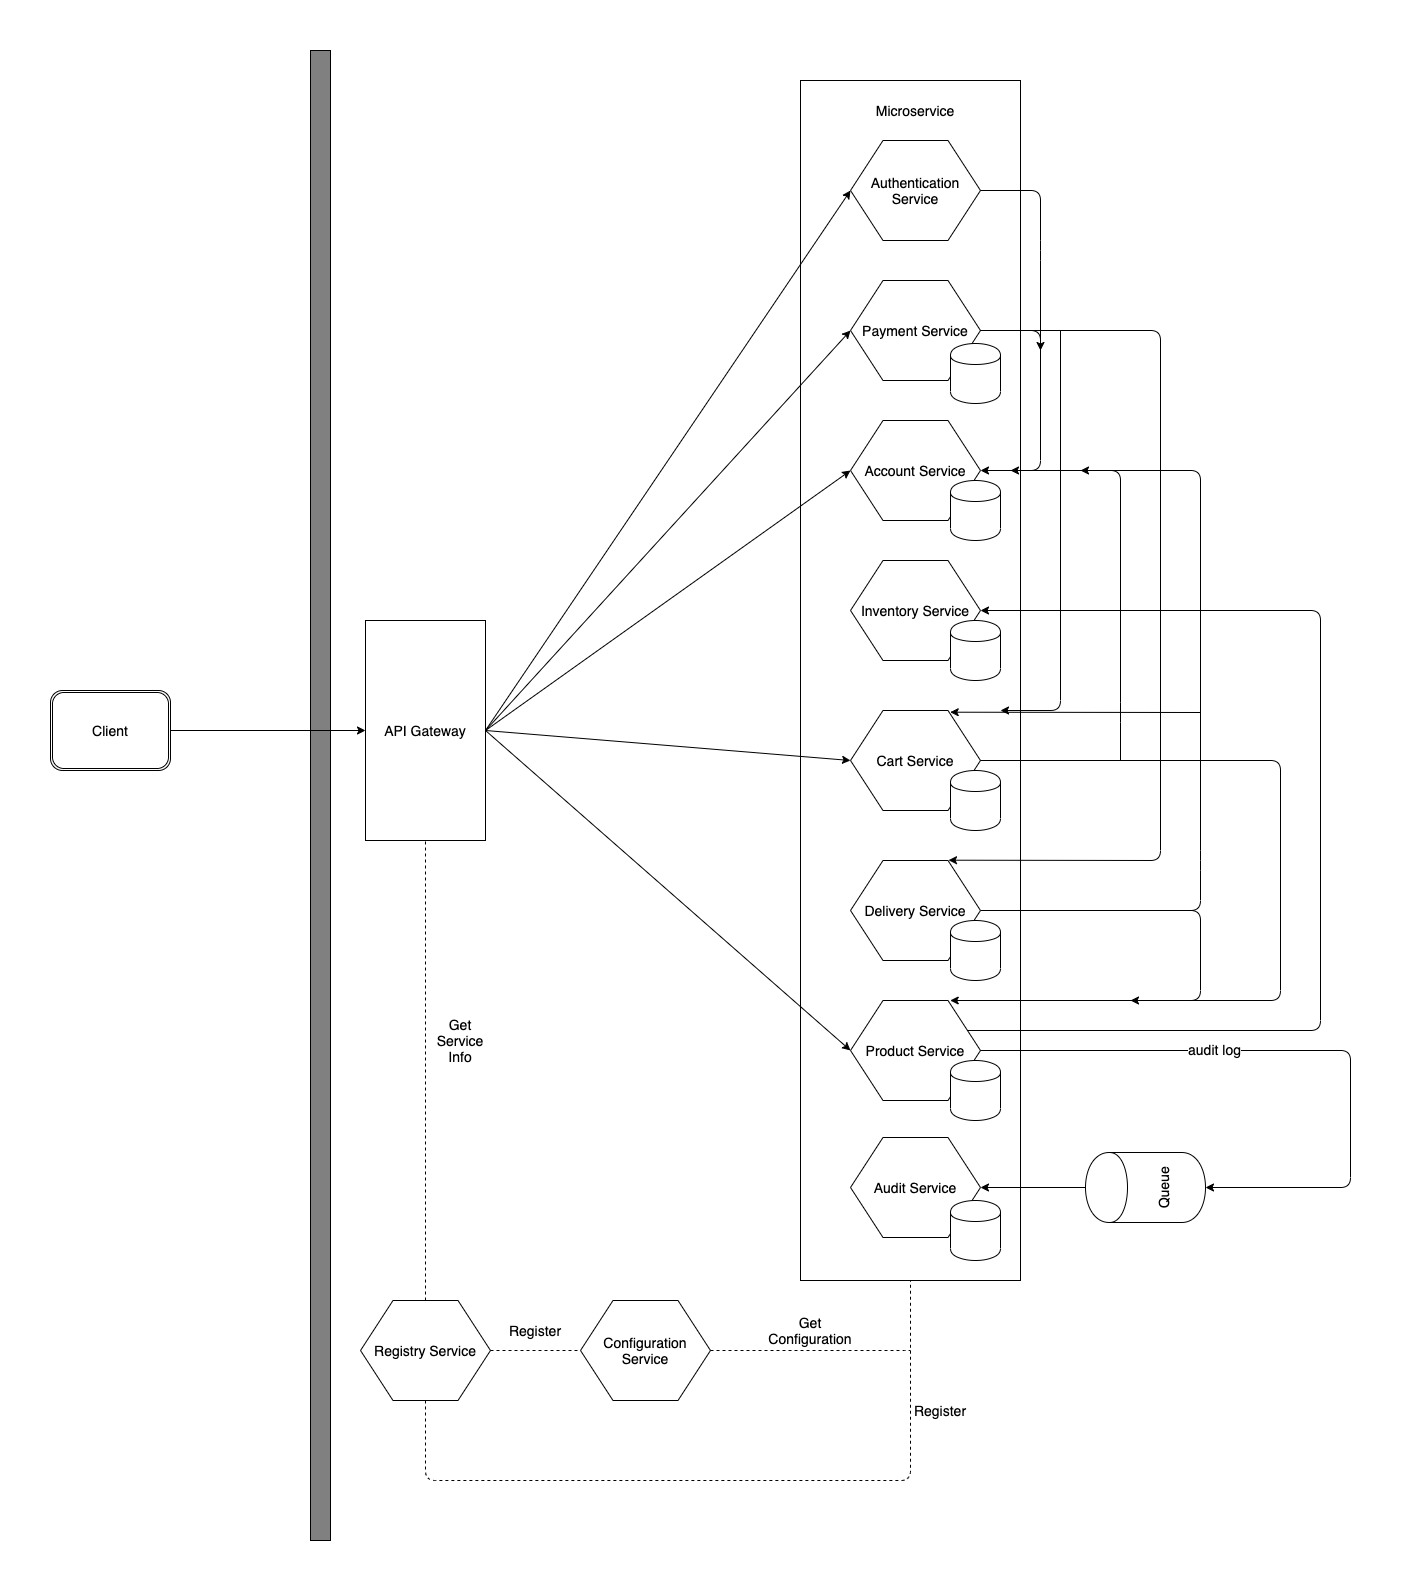 Microservice
Authentication
Service
Payment Service
Account Service
Inventory Service
Client
API Gateway
Cart Service
Delivery Service
Get
Service
Info
Product Service
audit log
Audit Service
Queue
Registry Service
Register
Configuration
Service
Get
Configuration
Register